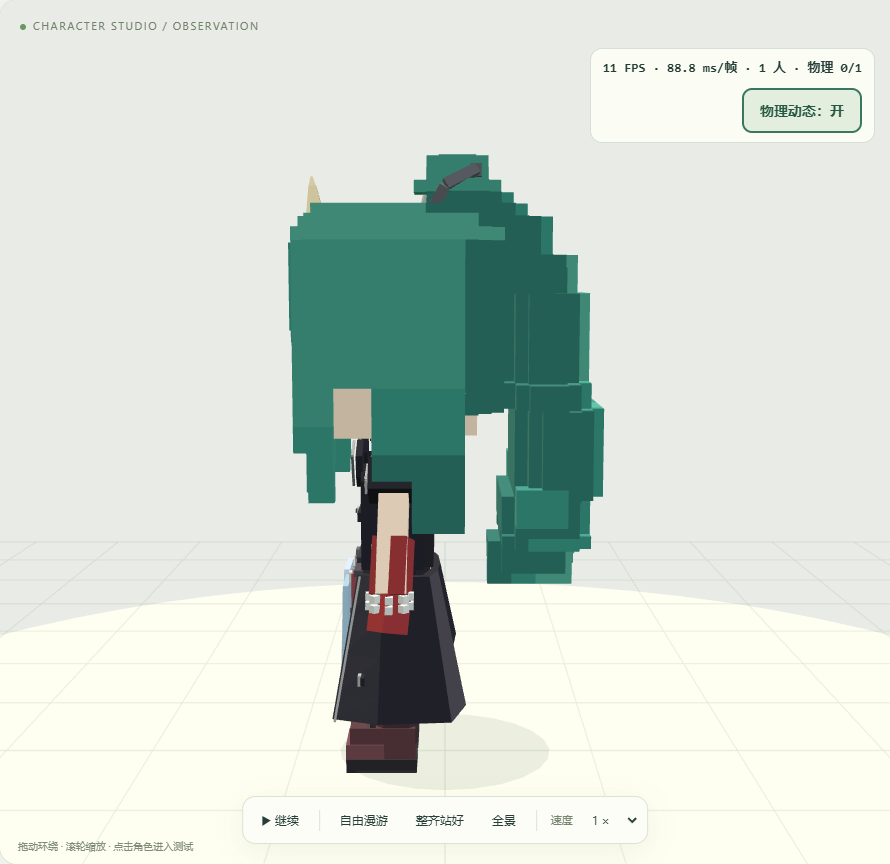 CHARACTER STUDIO / OBSERVATION
11 FPS · 88.8 ms/帧 · 1 人 · 物理 0/1
物理动态：开
▶ 继续
自由漫游
整齐站好
全景
速度
1 ×
拖动环绕 · 滚轮缩放 · 点击角色进入测试